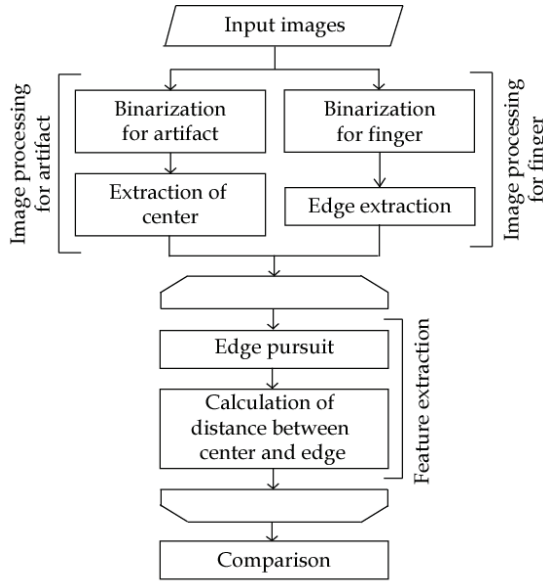 Input images
Image processing
for artifact
Binarization
for artifact
Extraction of
center
Binarization
for finger
Edge extraction
Image processing
for finger
Edge pursuit
Calculation of
distance between
center and edge
Feature extraction
Comparison